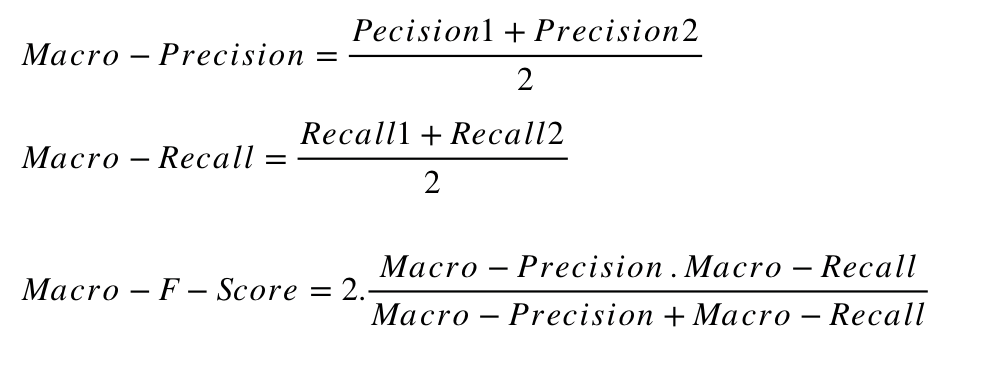 Macro − Precision = Pecision1 + Precision2 / 2
Macro − Recall = Recall1 + Recall2 / 2
Macro − F − Score = 2. Macro − Precision . Macro − Recall / Macro − Precision + Macro − Recall